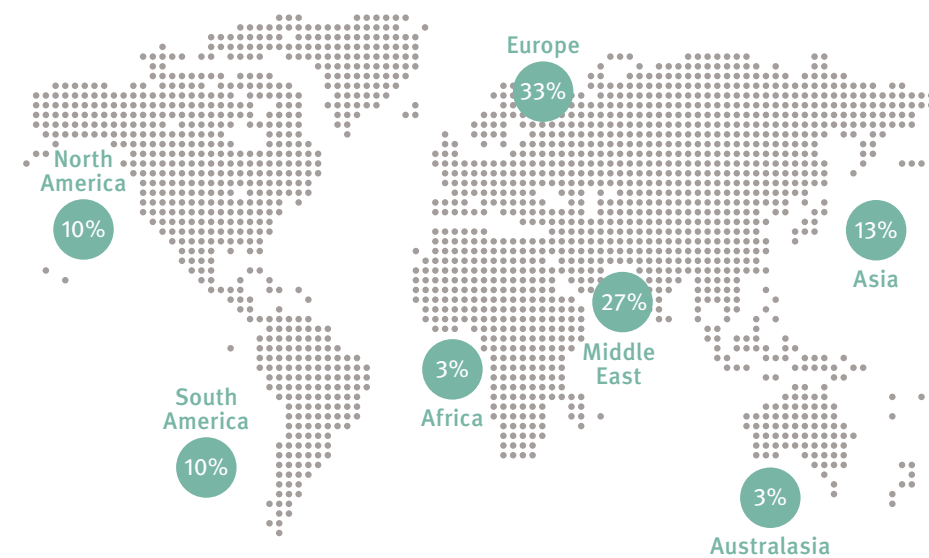 Europe
33%
North
America
10%
13%
Asia
27%
Middle
East
3%
Africa
South
America
10%
3%
Australasia